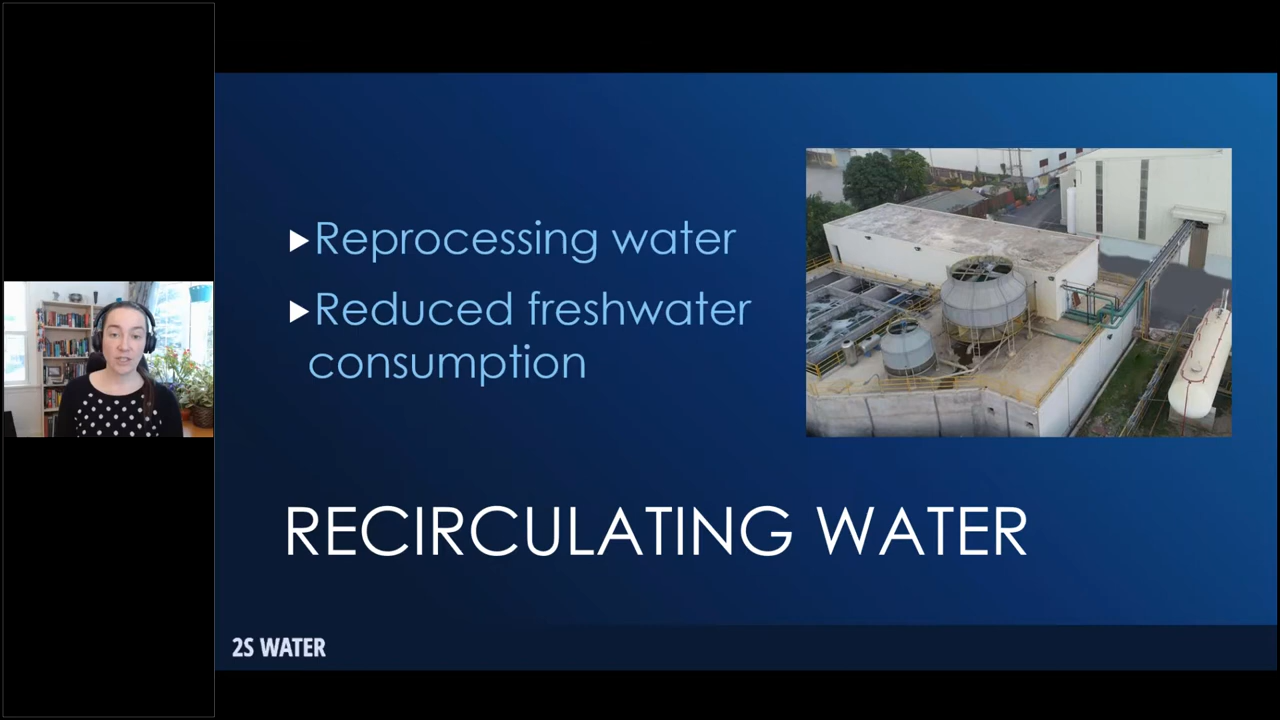 Reprocessing water
Reduced freshwater
consumption
RECIRCULATING WATER
2S WATER